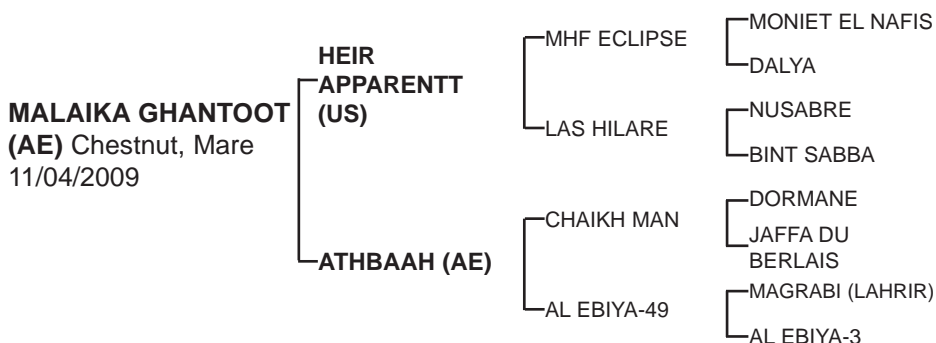 MALAIKA GHANTOOT
(AE) Chestnut, Mare
11/04/2009
HEIR
APPARENTT
(US)
ATHBAAH (AE)
MHF ECLIPSE
LAS HILARE
CHAIKH MAN
AL EBIYA-49
MONIET EL NAFIS
DALYA
NUSABRE
BINT SABBA
DORMANE
JAFFA DU
BERLAIS
MAGRABI (LAHRIR)
AL EBIYA-3